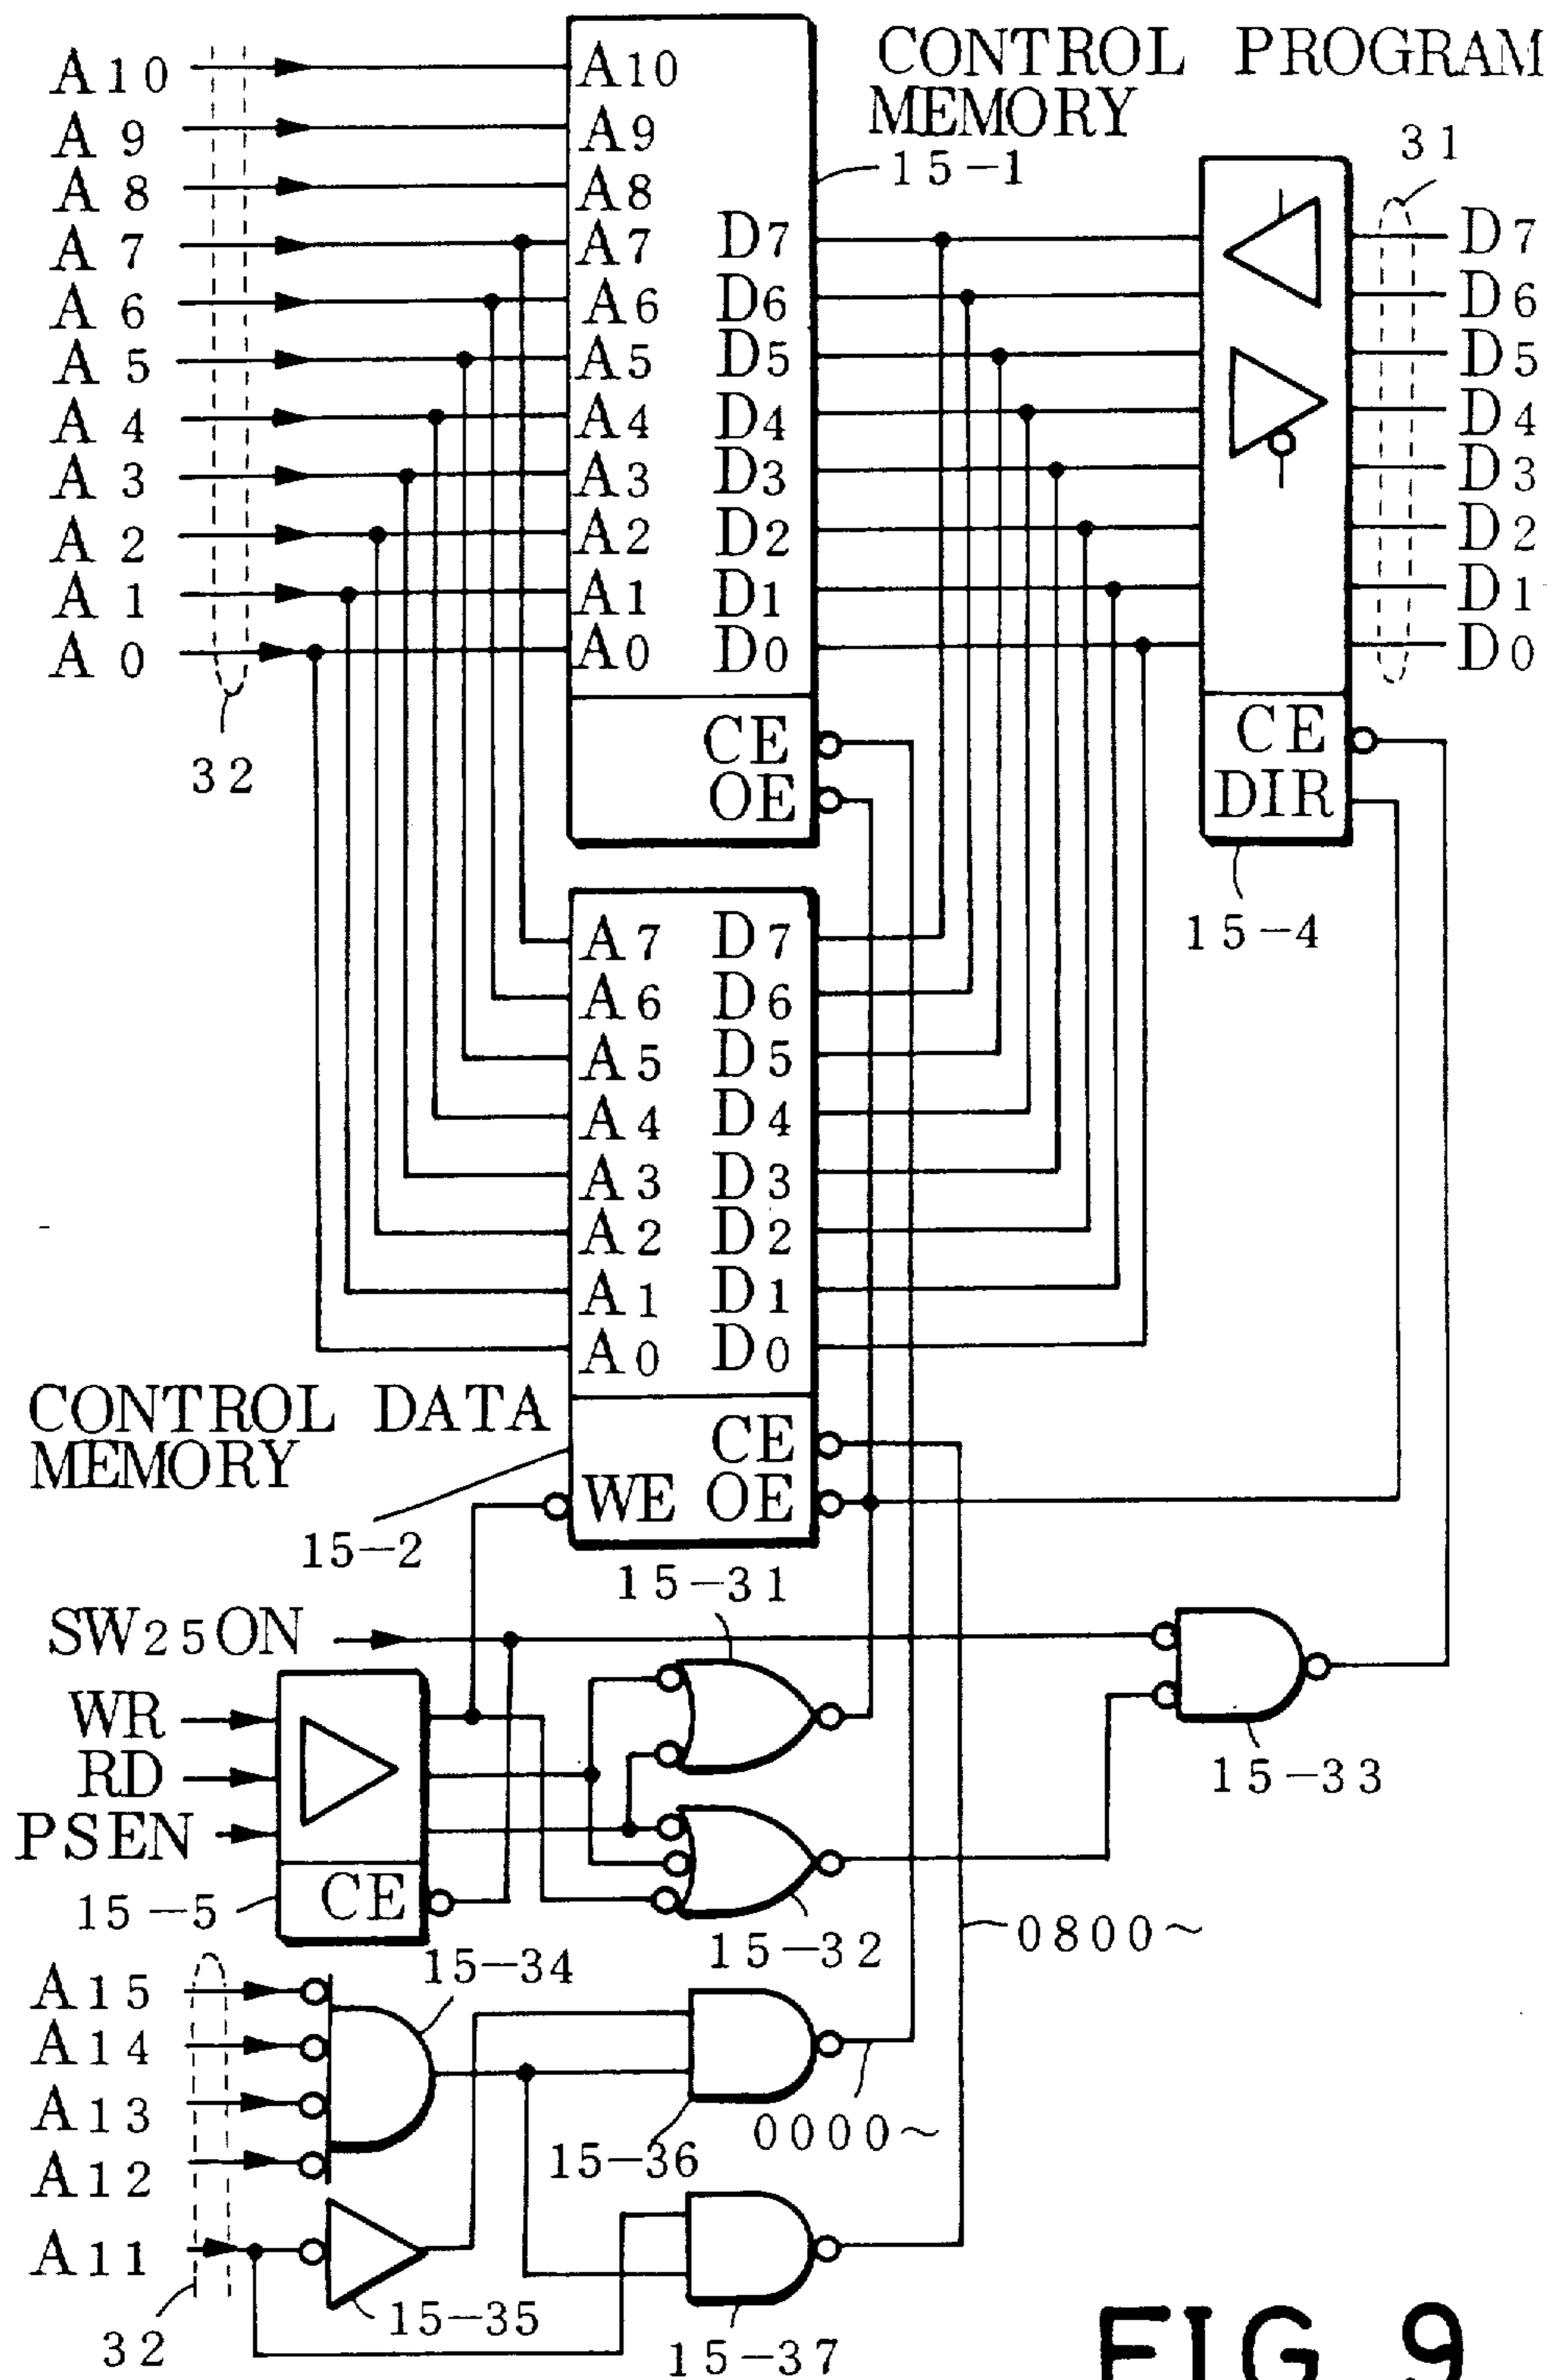 CONTROL PROGRAM
MEMORY
15-1
31
A10
A9
A8
A7
A6
A5
A4
A3
A2
A1
A0
32
A10
A9
A8
A7
A6
A5
A4
A3
A2
A1
A0
D7
D6
D5
D4
D3
D2
D1
D0
CE
OE
D7
D6
D5
D4
D3
D2
D1
D0
CE
DIR
15-4
A7
A6
A5
A4
A3
A2
A1
A0
D7
D6
D5
D4
D3
D2
D1
D0
CE
WE OE
CONTROL DATA
MEMORY
15-2
15-31
SW25ON
WR
RD
PSEN
CE
15-5
15-32
15-33
0800~
15-34
A15
A14
A13
A12
A11
32
15-35
15-36
0000~
15-37
FIG. 9